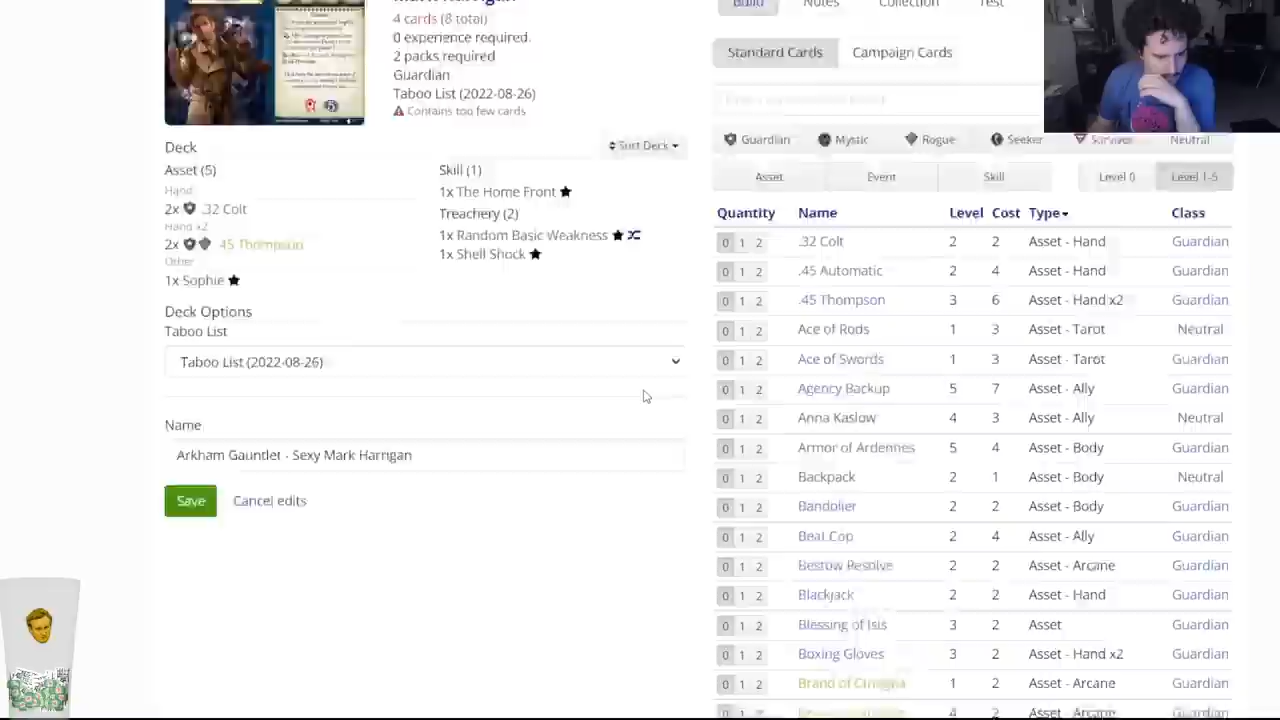 4 cards (8 total)
0 experience required.
2 packs required
Guardian
Taboo List (2022-08-26)
Contains too few cards
Notes Collection Test
Campaign Cards
Deck
Sort Deck
Asset (5)
Hand
2x .32 Colt
Hand x2
2x .45 Thompson
Other
1x Sophie
Skill (1)
1x The Home Front
Treachery (2)
1x Random Basic Weakness
1x Shell Shock
Deck Options
Taboo List
Taboo List (2022-08-26)
Name
Arkham Gauntlet - Sexy Mark Harrigan
Save Cancel edits
Guardian Mystic Rogue Seeker Survivor Neutral
Asset Event Skill Level 0 Level 1-5
Quantity Name Level Cost Type Class
0 1 2 .32 Colt 2 3 Asset - Hand Guardian
0 1 2 .45 Automatic 2 4 Asset - Hand Guardian
0 1 2 .45 Thompson 3 6 Asset - Hand x2 Guardian
0 1 2 Ace of Rods 1 3 Asset - Tarot Neutral
0 1 2 Ace of Swords 1 3 Asset - Tarot Guardian
0 1 2 Agency Backup 5 7 Asset - Ally Guardian
0 1 2 Anna Kaslow 4 3 Asset - Ally Neutral
0 1 2 Armor of Ardennes 5 4 Asset - Body Guardian
0 1 2 Backpack 2 1 Asset - Body Neutral
0 1 2 Bandolier 2 2 Asset - Body Guardian
0 1 2 Beat Cop 2 4 Asset - Ally Guardian
0 1 2 Bestow Resolve 2 2 Asset - Arcane Guardian
0 1 2 Blackjack 2 2 Asset - Hand Guardian
0 1 2 Blessing of Isis 3 2 Asset Guardian
0 1 2 Boxing Gloves 3 2 Asset - Hand x2 Guardian
0 1 2 Brand of Cthugha 1 2 Asset - Arcane Guardian
4 2 Asset - Arcane Guardian